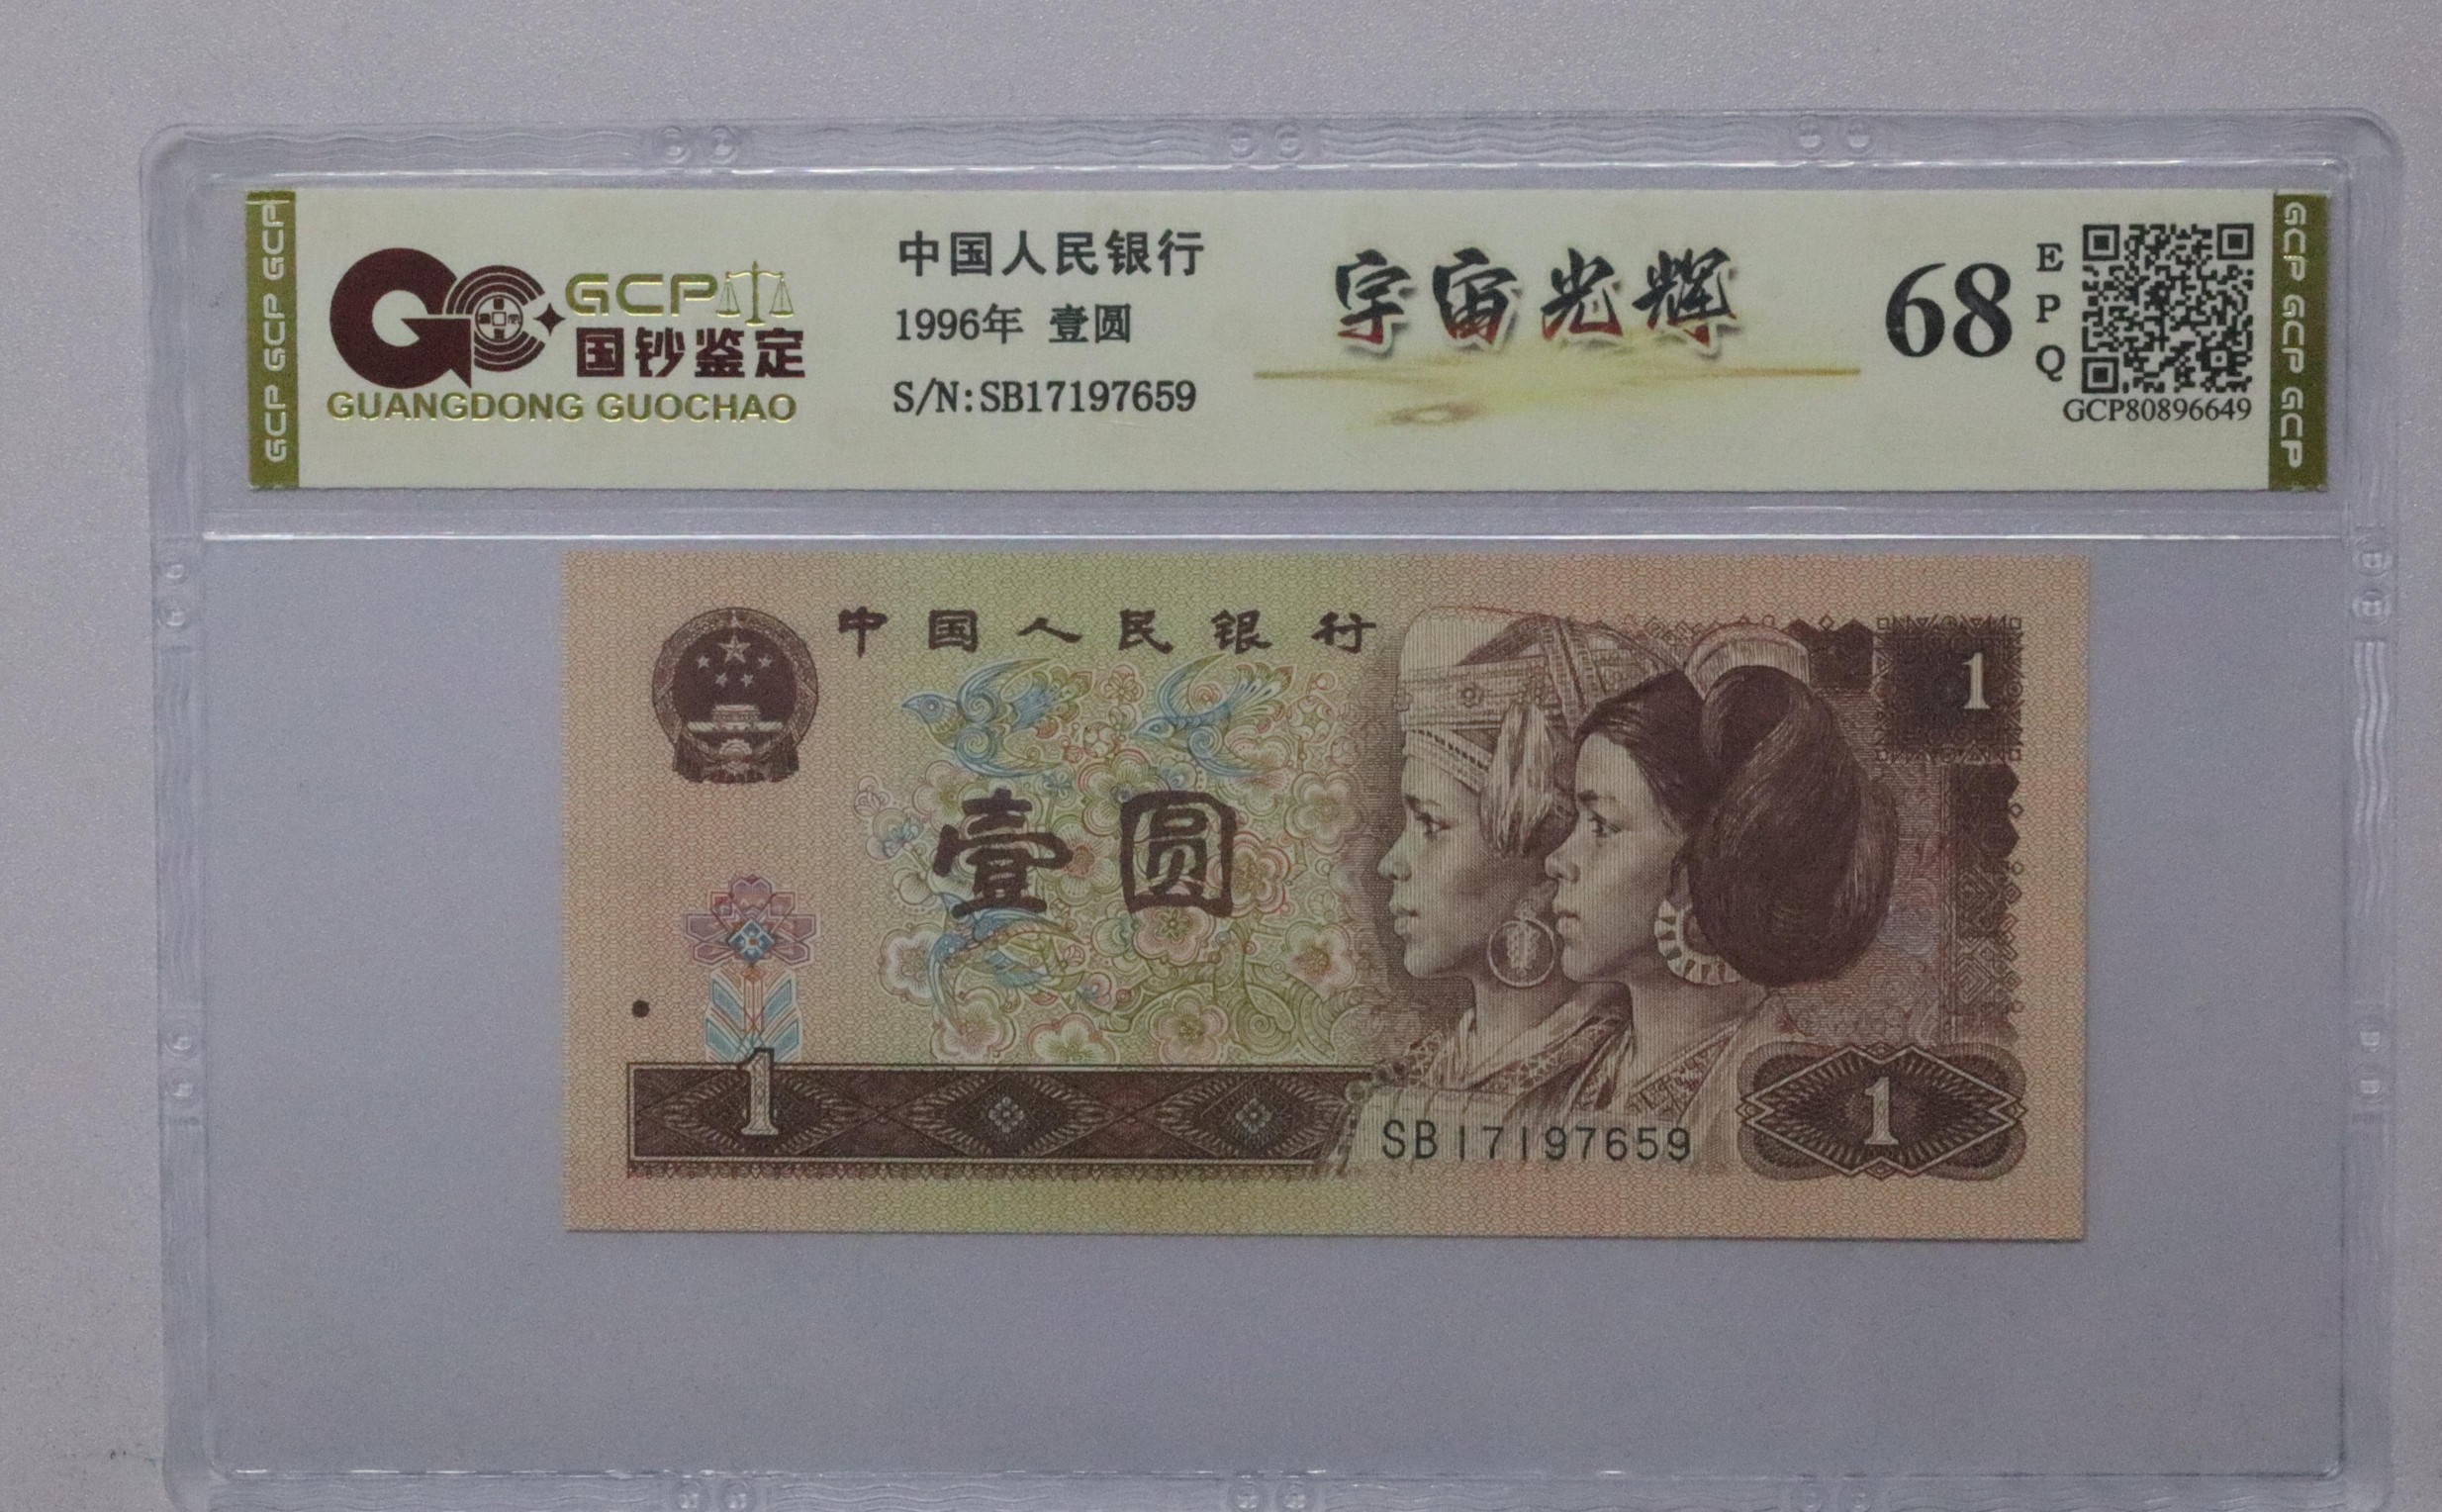 GCP GCP GCP
GCP
国钞鉴定
GUANGDONG GUOCHAO
中国人民银行
1996年 壹圆
S/N:SB17197659
宇宙光辉
68
E
P
Q
GCP80896649
GCP GCP GCP
中国人民银行
1
壹圆
1
SB17197659
1